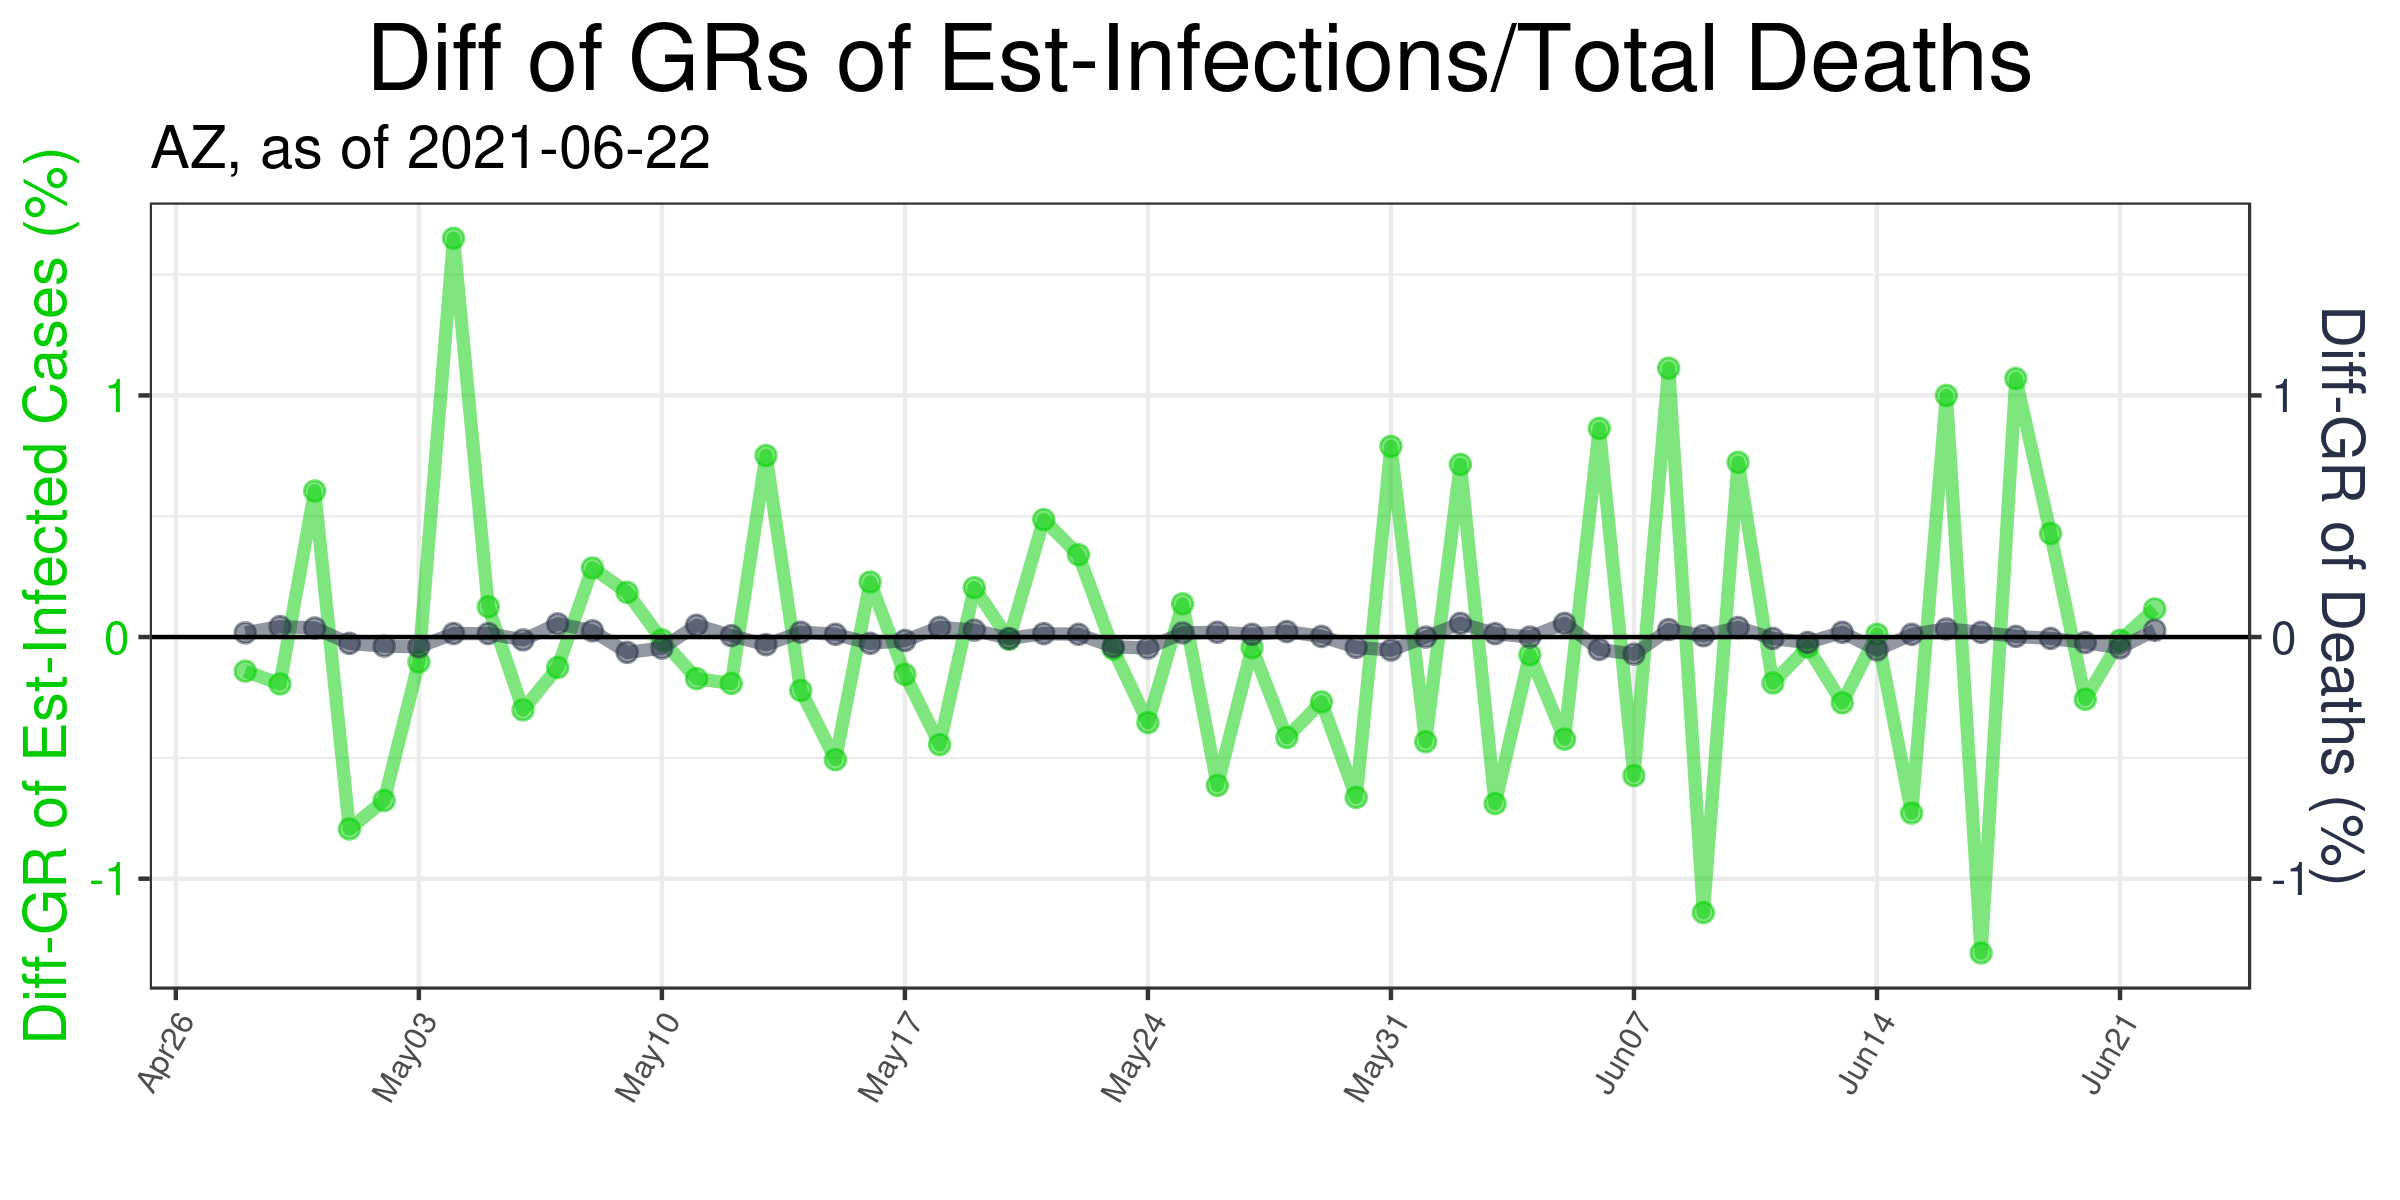 Diff of GRs of Est-Infections/Total Deaths
AZ, as of 2021-06-22
Diff-GR of Est-Infected Cases (%)
1
0
-1
1
0
-1
Diff-GR of Deaths (%)
Apr26
May03
May10
May17
May24
May31
Jun07
Jun14
Jun21